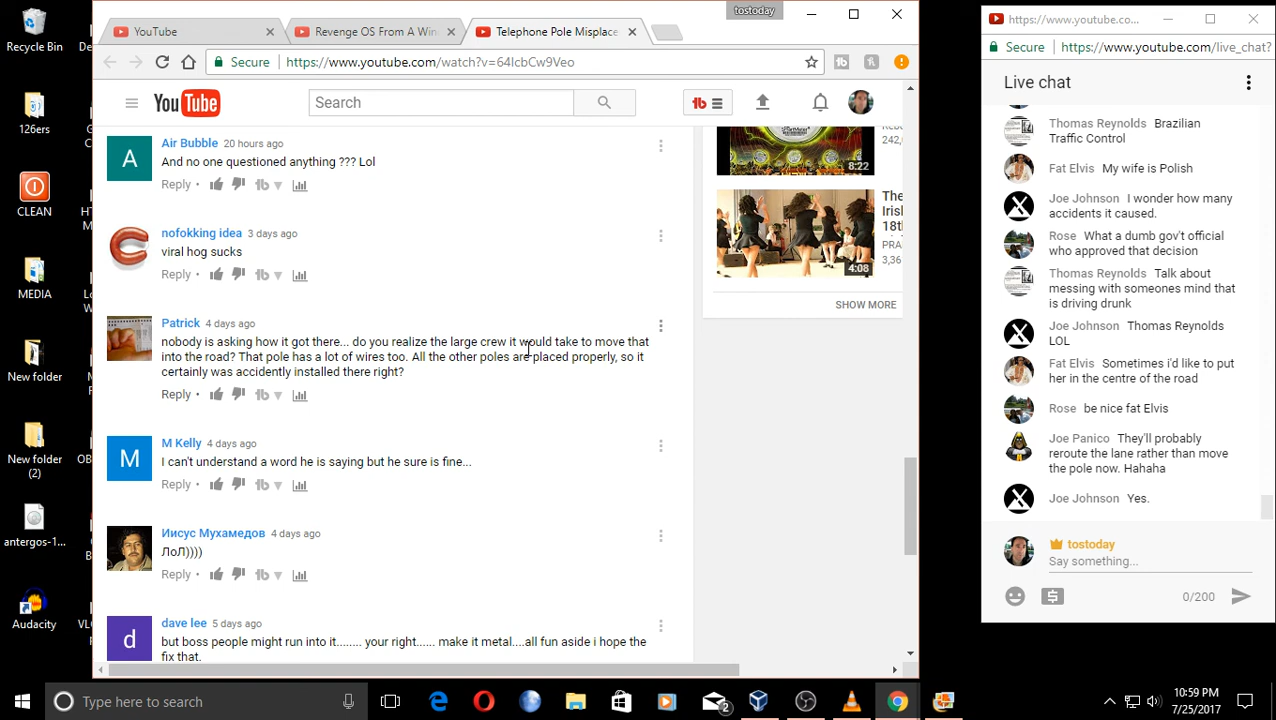 tostoday
YouTube
Revenge OS From A Win
Telephone Pole Misplace
Secure
https://www.youtube.com/watch?v=64lcbCw9Veo
https://www.youtube.co...
Secure
https://www.youtube.com/live_chat?
YouTube
Search
Recycle Bin
126ers
CLEAN
MEDIA
New folder
New folder
(2)
antergos-1...
Audacity
Air Bubble 20 hours ago
And no one questioned anything ??? Lol
Reply •
nofokking idea 3 days ago
viral hog sucks
Reply •
Patrick 4 days ago
nobody is asking how it got there... do you realize the large crew it would take to move that
into the road? That pole has a lot of wires too. All the other poles are placed properly, so it
certainly was accidently installed there right?
Reply •
M Kelly 4 days ago
I can't understand a word he is saying but he sure is fine...
Reply •
Иисус Мухамедов 4 days ago
ЛоЛ))))
Reply •
dave lee 5 days ago
but boss people might run into it........ your right...... make it metal....all fun aside i hope the
fix that.
8:22
242,
The
Irish
18th
PRA
3,36
4:08
SHOW MORE
Live chat
Thomas Reynolds Brazilian
Traffic Control
Fat Elvis My wife is Polish
Joe Johnson I wonder how many
accidents it caused.
Rose What a dumb gov't official
who approved that decision
Thomas Reynolds Talk about
messing with someones mind that
is driving drunk
Joe Johnson Thomas Reynolds
LOL
Fat Elvis Sometimes i'd like to put
her in the centre of the road
Rose be nice fat Elvis
Joe Panico They'll probably
reroute the lane rather than move
the pole now. Hahaha
Joe Johnson Yes.
tostoday
Say something...
0/200
Type here to search
2
10:59 PM
7/25/2017